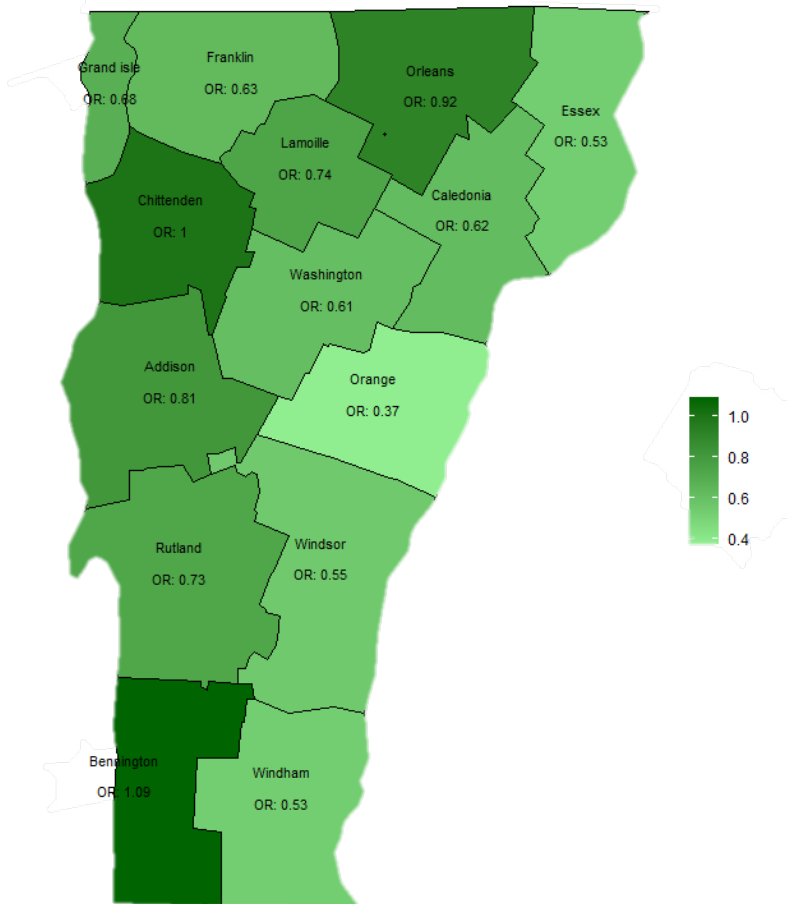 Franklin
OR: 0.63
Grand isle
OR: 0.68
Orleans
OR: 0.92
Essex
OR: 0.53
Lamoille
OR: 0.74
Caledonia
OR: 0.62
Chittenden
OR: 1
Washington
OR: 0.61
Addison
OR: 0.81
Orange
OR: 0.37
1.0
0.8
0.6
0.4
Rutland
OR: 0.73
Windsor
OR: 0.55
Bennington
OR: 1.09
Windham
OR: 0.53